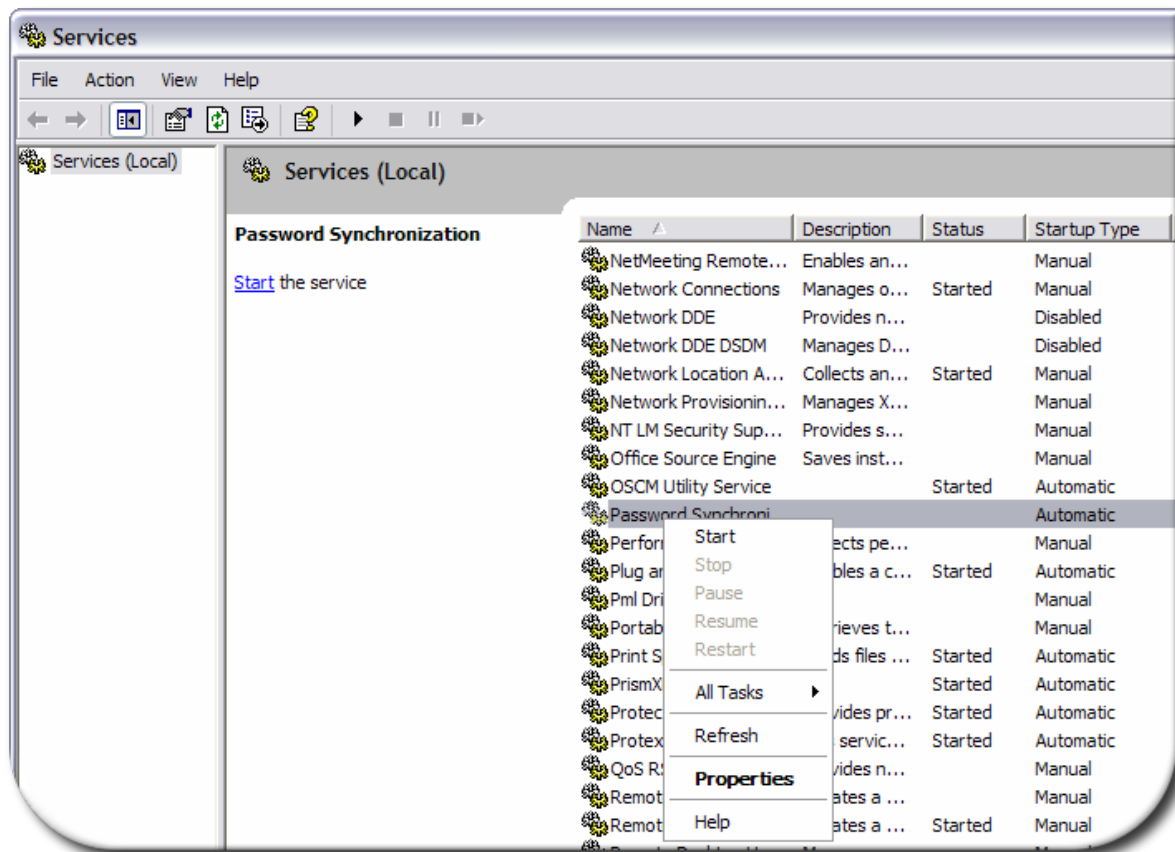 Services
File Action View Help
Services (Local)
Services (Local)
Password Synchronization
Start the service
Name Description Status Startup Type
NetMeeting Remote... Enables an... Manual
Network Connections Manages o... Started Manual
Network DDE Provides n... Disabled
Network DDE DSDM Manages D... Disabled
Network Location A... Collects an... Started Manual
Network Provisionin... Manages X... Manual
NT LM Security Sup... Provides s... Manual
Office Source Engine Saves inst... Manual
OSCM Utility Service Started Automatic
Password Synchroni Automatic
Perfor ects pe... Manual
Plug ar bles a c... Started Automatic
Pml Dri Manual
Portab rieves t... Manual
Print S ds files ... Started Automatic
PrismX Started Automatic
Protec vides pr... Started Automatic
Protex servic... Started Automatic
QoS RS vides n... Manual
Remot ates a ... Manual
Remot ates a ... Started Manual
Start
Stop
Pause
Resume
Restart
All Tasks
Refresh
Properties
Help